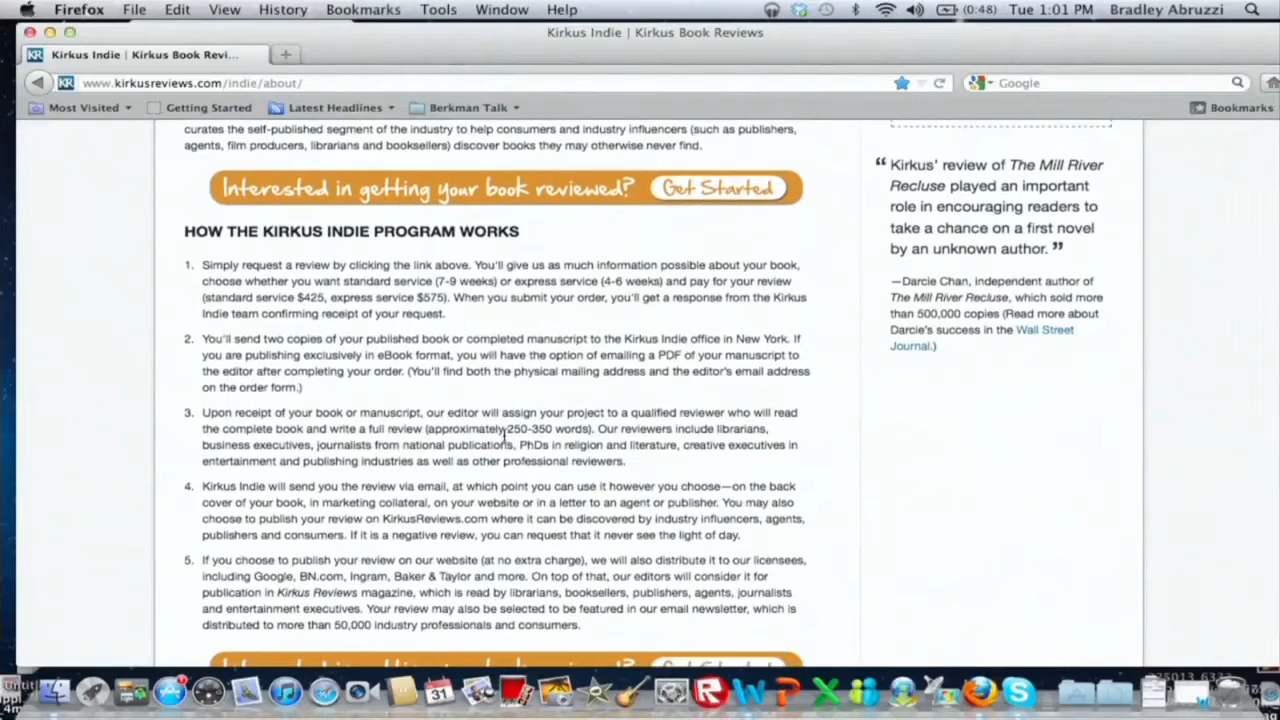 Firefox File Edit View History Bookmarks Tools Window Help (0:48) Tue 1:01 PM Bradley Abruzzi
Kirkus Indie | Kirkus Book Reviews
KR Kirkus Indie | Kirkus Book Revi... +
KR www.kirkusreviews.com/indie/about/ Google
Most Visited Getting Started Latest Headlines Berkman Talk Bookmarks
curates the self-published segment of the industry to help consumers and industry influencers (such as publishers,
agents, film producers, librarians and booksellers) discover books they may otherwise never find.
Interested in getting your book reviewed? Get Started
HOW THE KIRKUS INDIE PROGRAM WORKS
1. Simply request a review by clicking the link above. You'll give us as much information possible about your book,
choose whether you want standard service (7-9 weeks) or express service (4-6 weeks) and pay for your review
(standard service $425, express service $575). When you submit your order, you'll get a response from the Kirkus
Indie team confirming receipt of your request.
2. You'll send two copies of your published book or completed manuscript to the Kirkus Indie office in New York. If
you are publishing exclusively in eBook format, you will have the option of emailing a PDF of your manuscript to
the editor after completing your order. (You'll find both the physical mailing address and the editor's email address
on the order form.)
3. Upon receipt of your book or manuscript, our editor will assign your project to a qualified reviewer who will read
the complete book and write a full review (approximately 250-350 words). Our reviewers include librarians,
business executives, journalists from national publications, PhDs in religion and literature, creative executives in
entertainment and publishing industries as well as other professional reviewers.
4. Kirkus Indie will send you the review via email, at which point you can use it however you choose—on the back
cover of your book, in marketing collateral, on your website or in a letter to an agent or publisher. You may also
choose to publish your review on KirkusReviews.com where it can be discovered by industry influencers, agents,
publishers and consumers. If it is a negative review, you can request that it never see the light of day.
5. If you choose to publish your review on our website (at no extra charge), we will also distribute it to our licensees,
including Google, BN.com, Ingram, Baker & Taylor and more. On top of that, our editors will consider it for
publication in Kirkus Reviews magazine, which is read by librarians, booksellers, publishers, agents, journalists
and entertainment executives. Your review may also be selected to be featured in our email newsletter, which is
distributed to more than 50,000 industry professionals and consumers.
Interested in getting your book reviewed? Get Started
“ Kirkus' review of The Mill River
Recluse played an important
role in encouraging readers to
take a chance on a first novel
by an unknown author. ”
—Darcie Chan, independent author of
The Mill River Recluse, which sold more
than 500,000 copies (Read more about
Darcie's success in the Wall Street
Journal.)
31